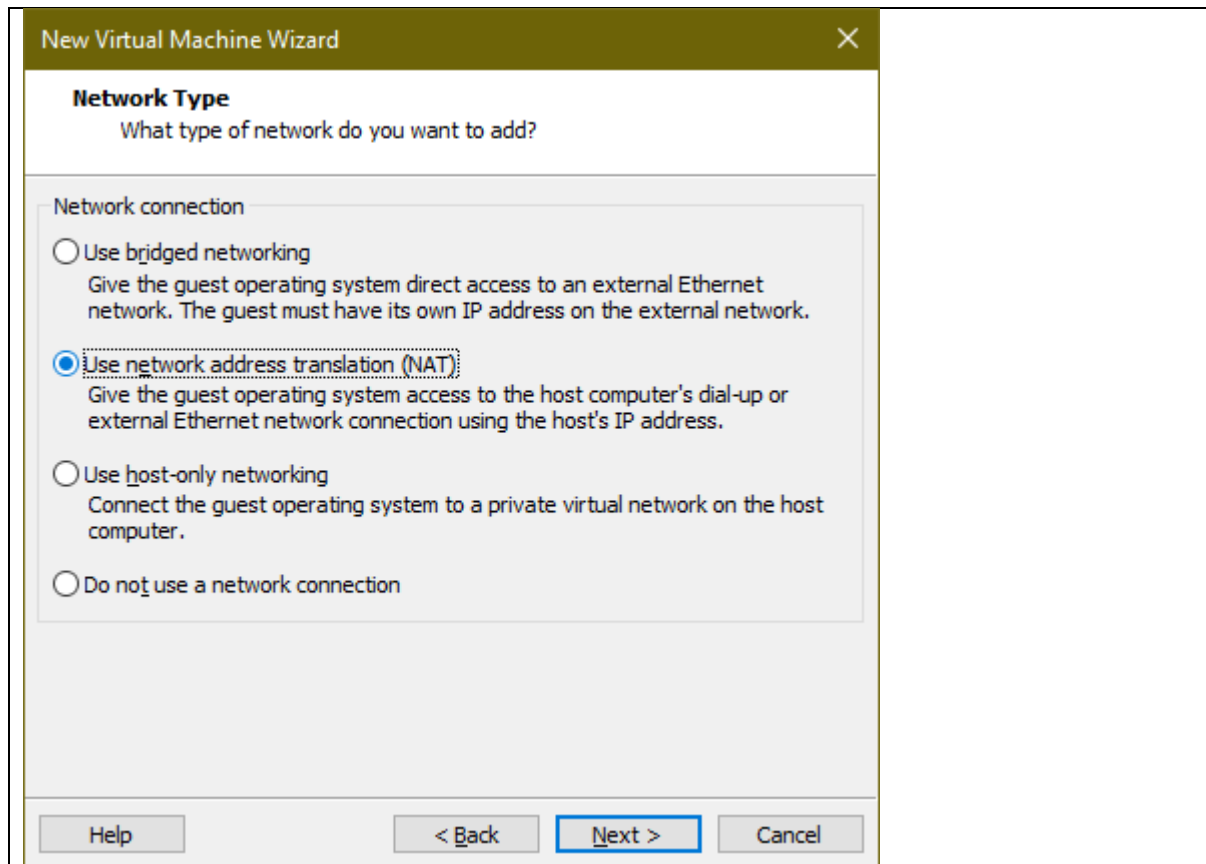 New Virtual Machine Wizard
Network Type
What type of network do you want to add?
Network connection
Use bridged networking
Give the guest operating system direct access to an external Ethernet
network. The guest must have its own IP address on the external network.
Use network address translation (NAT)
Give the guest operating system access to the host computer's dial-up or
external Ethernet network connection using the host's IP address.
Use host-only networking
Connect the guest operating system to a private virtual network on the host
computer.
Do not use a network connection
Help
< Back
Next >
Cancel